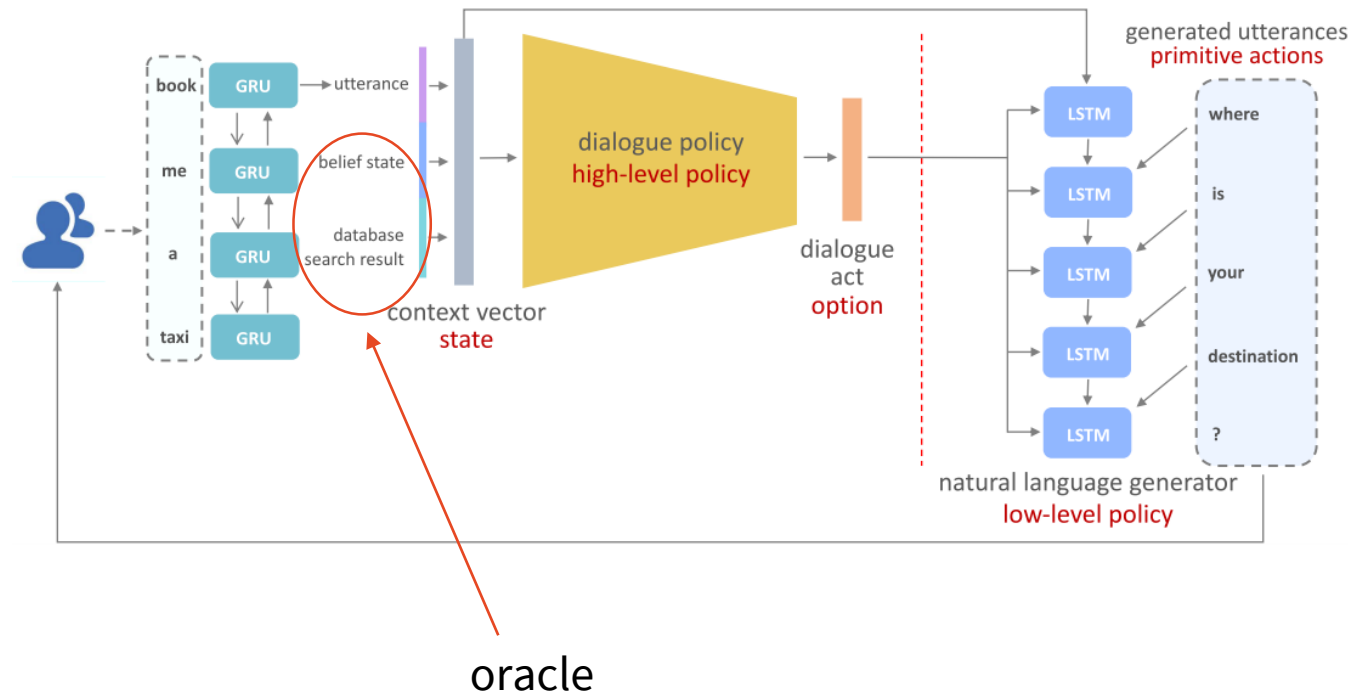 book
GRU
utterance
me
GRU
belief state
a
GRU
database
search result
taxi
GRU
context vector
state
dialogue policy
high-level policy
dialogue
act
option
generated utterances
primitive actions
LSTM
where
LSTM
is
LSTM
your
LSTM
destination
LSTM
?
natural language generator
low-level policy
oracle